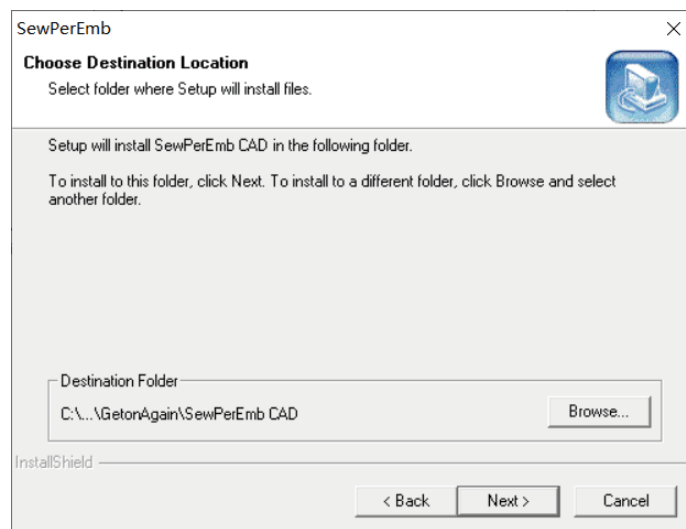 SewPerEmb
Choose Destination Location
Select folder where Setup will install files.
Setup will install SewPerEmb CAD in the following folder.
To install to this folder, click Next. To install to a different folder, click Browse and select
another folder.
Destination Folder
C:\...\GetonAgain\SewPerEmb CAD
Browse...
InstallShield
< Back
Next >
Cancel